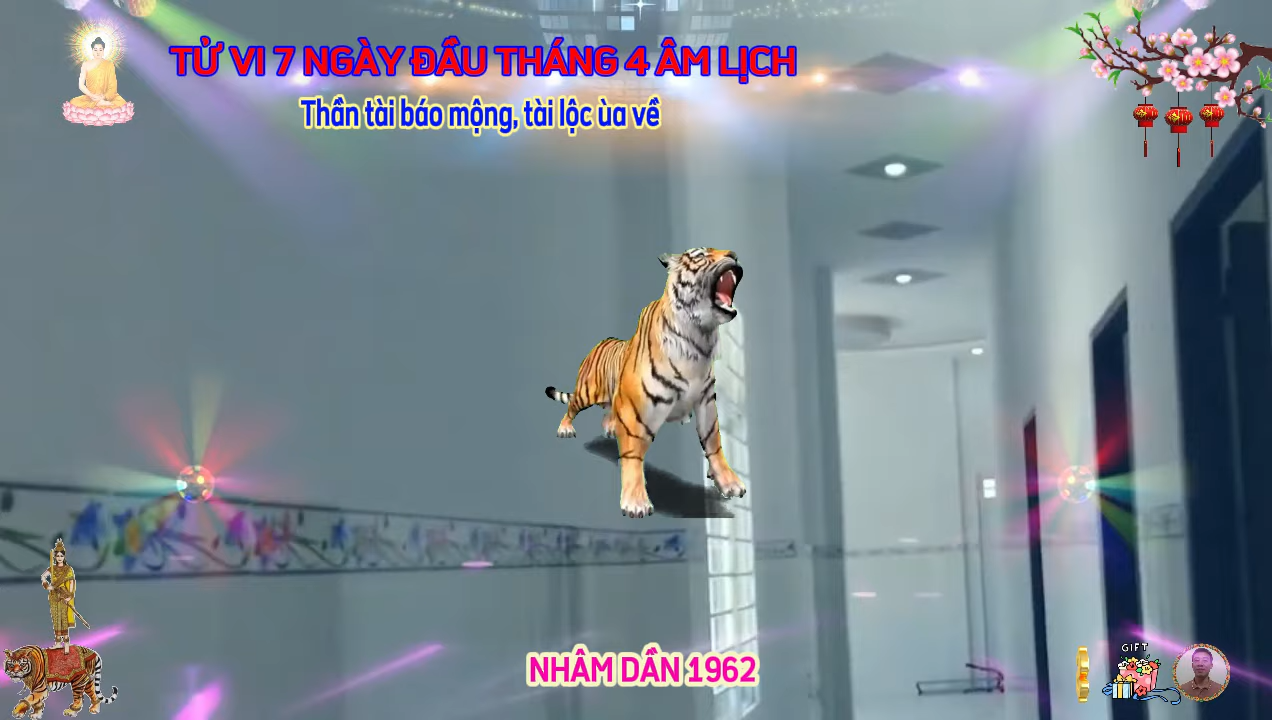 TỬ VI 7 NGÀY ĐẦU THÁNG 4 ÂM LỊCH
Thần tài báo mộng, tài lộc ùa về
NHÂM DẦN 1962
GIFT